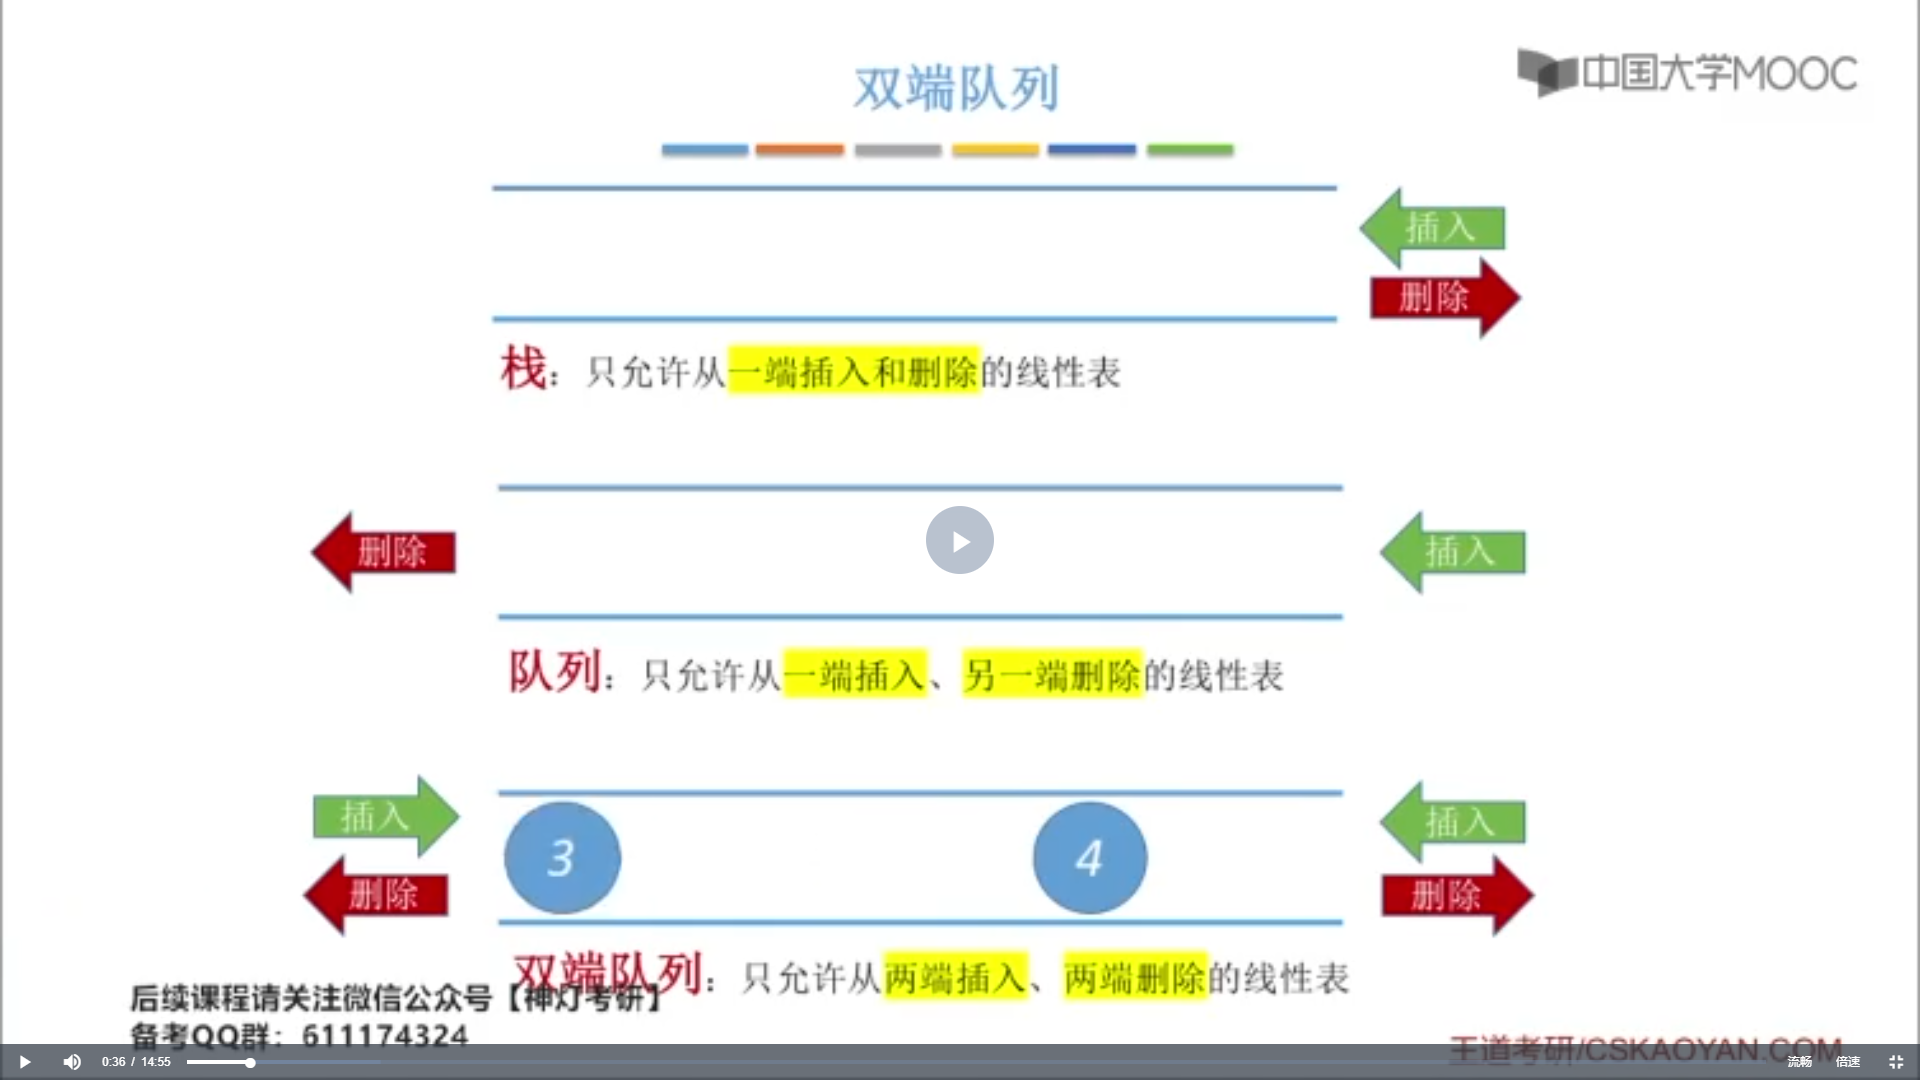 双端队列
中国大学MOOC
插入
删除
栈：只允许从一端插入和删除的线性表
删除
插入
队列：只允许从一端插入、另一端删除的线性表
插入
删除
3
4
插入
删除
双端队列：只允许从两端插入、两端删除的线性表
后续课程请关注微信公众号【神灯考研】
备考QQ群：611174324
王道考研/CSKAOYAN.COM
0:36 / 14:55
流畅
倍速